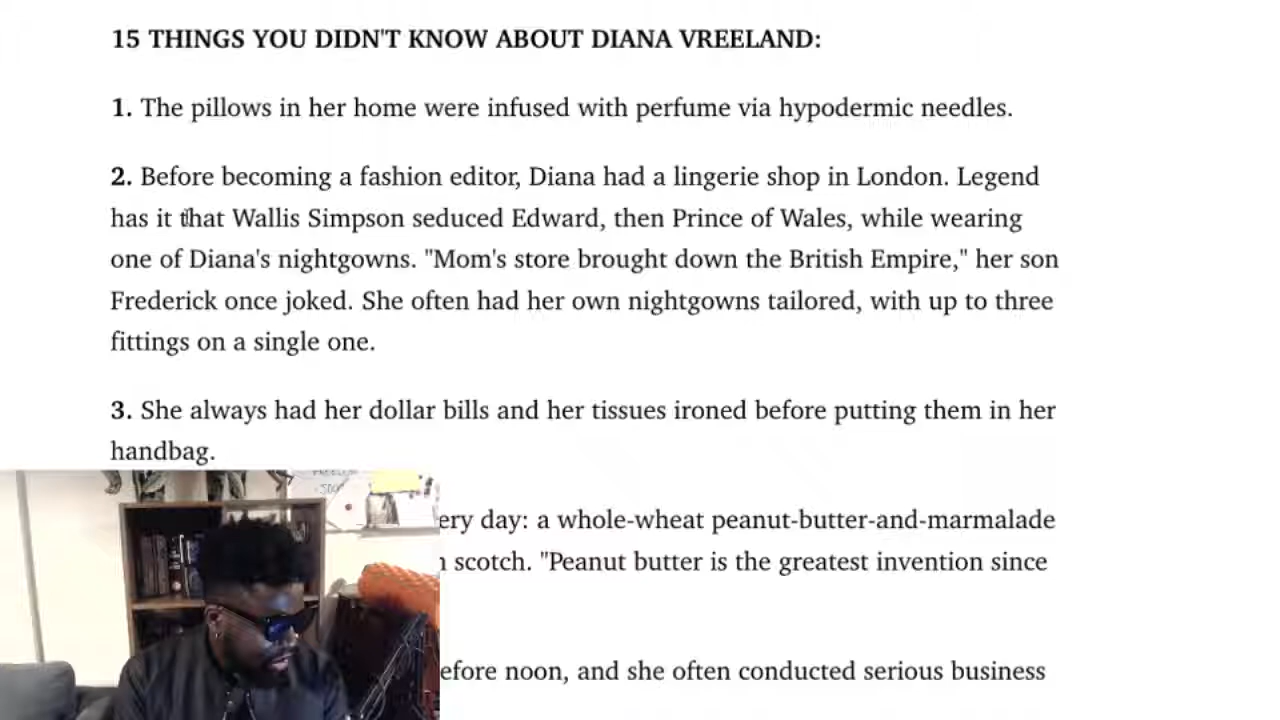 15 THINGS YOU DIDN'T KNOW ABOUT DIANA VREELAND:
1. The pillows in her home were infused with perfume via hypodermic needles.
2. Before becoming a fashion editor, Diana had a lingerie shop in London. Legend
has it that Wallis Simpson seduced Edward, then Prince of Wales, while wearing
one of Diana's nightgowns. "Mom's store brought down the British Empire," her son
Frederick once joked. She often had her own nightgowns tailored, with up to three
fittings on a single one.
3. She always had her dollar bills and her tissues ironed before putting them in her
handbag.
ery day: a whole-wheat peanut-butter-and-marmalade
scotch. "Peanut butter is the greatest invention since
efore noon, and she often conducted serious business